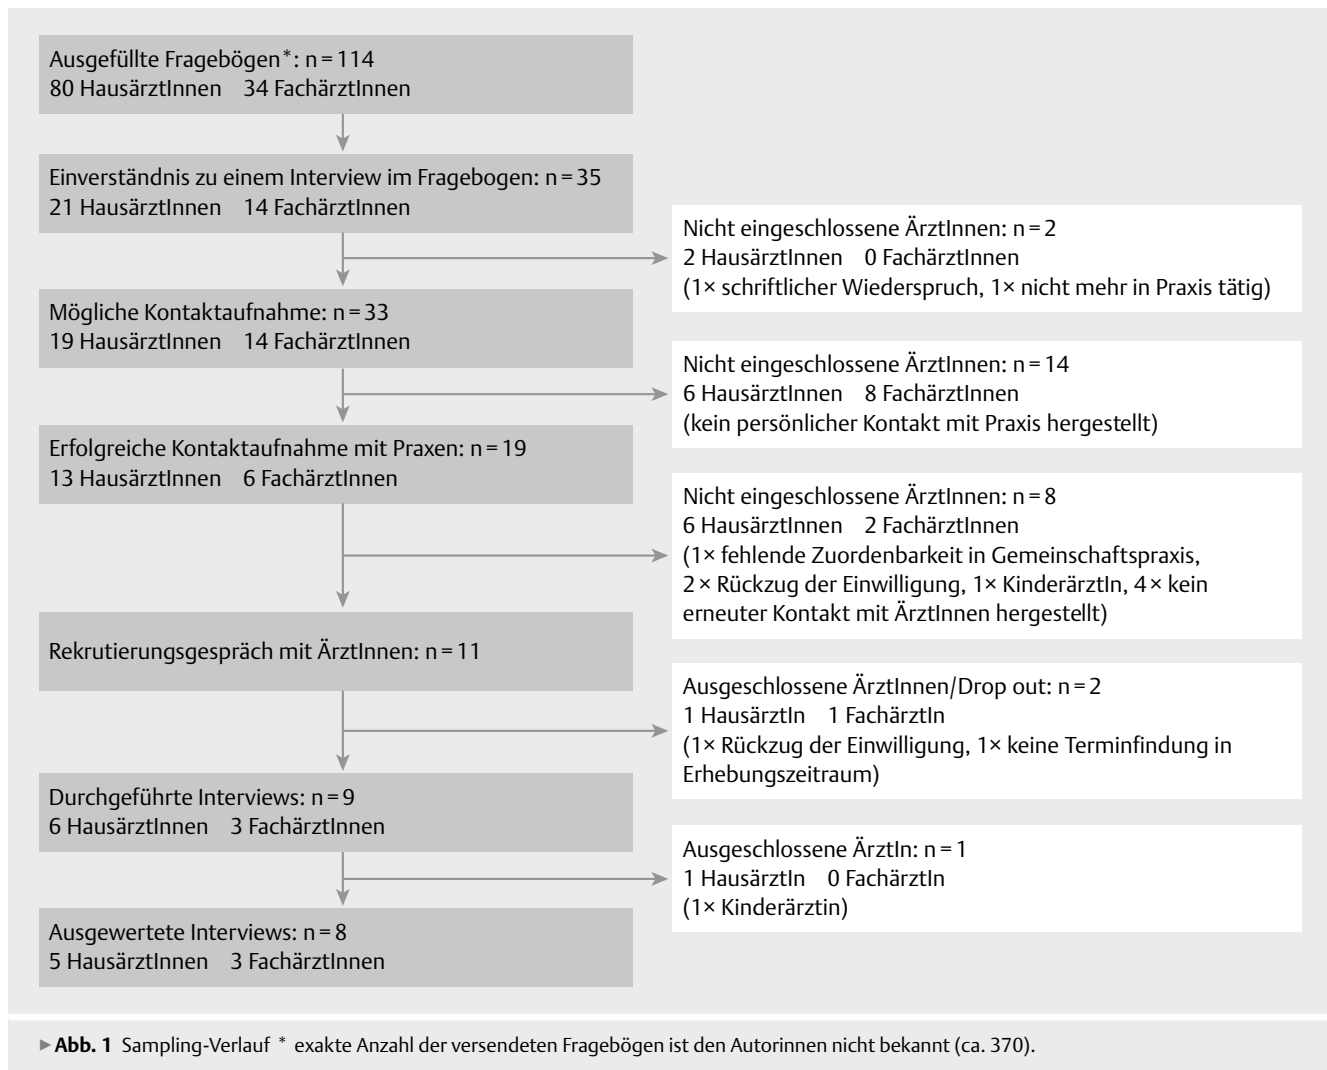 Ausgefüllte Fragebögen*: n = 114
80 HausärztInnen 34 FachärztInnen
Einverständnis zu einem Interview im Fragebogen: n = 35
21 HausärztInnen 14 FachärztInnen
Nicht eingeschlossene ÄrztInnen: n = 2
2 HausärztInnen 0 FachärztInnen
(1× schriftlicher Wiederspruch, 1× nicht mehr in Praxis tätig)
Mögliche Kontaktaufnahme: n = 33
19 HausärztInnen 14 FachärztInnen
Nicht eingeschlossene ÄrztInnen: n = 14
6 HausärztInnen 8 FachärztInnen
(kein persönlicher Kontakt mit Praxis hergestellt)
Erfolgreiche Kontaktaufnahme mit Praxen: n = 19
13 HausärztInnen 6 FachärztInnen
Nicht eingeschlossene ÄrztInnen: n = 8
6 HausärztInnen 2 FachärztInnen
(1× fehlende Zuordenbarkeit in Gemeinschaftspraxis,
2 × Rückzug der Einwilligung, 1× KinderärztIn, 4 × kein
erneuter Kontakt mit ÄrztInnen hergestellt)
Rekrutierungsgespräch mit ÄrztInnen: n = 11
Ausgeschlossene ÄrztInnen/Drop out: n = 2
1 HausärztIn 1 FachärztIn
(1× Rückzug der Einwilligung, 1× keine Terminfindung in
Erhebungszeitraum)
Durchgeführte Interviews: n = 9
6 HausärztInnen 3 FachärztInnen
Ausgeschlossene ÄrztIn: n = 1
1 HausärztIn 0 FachärztIn
(1× Kinderärztin)
Ausgewertete Interviews: n = 8
5 HausärztInnen 3 FachärztInnen
▶ Abb. 1 Sampling-Verlauf * exakte Anzahl der versendeten Fragebögen ist den Autorinnen nicht bekannt (ca. 370).